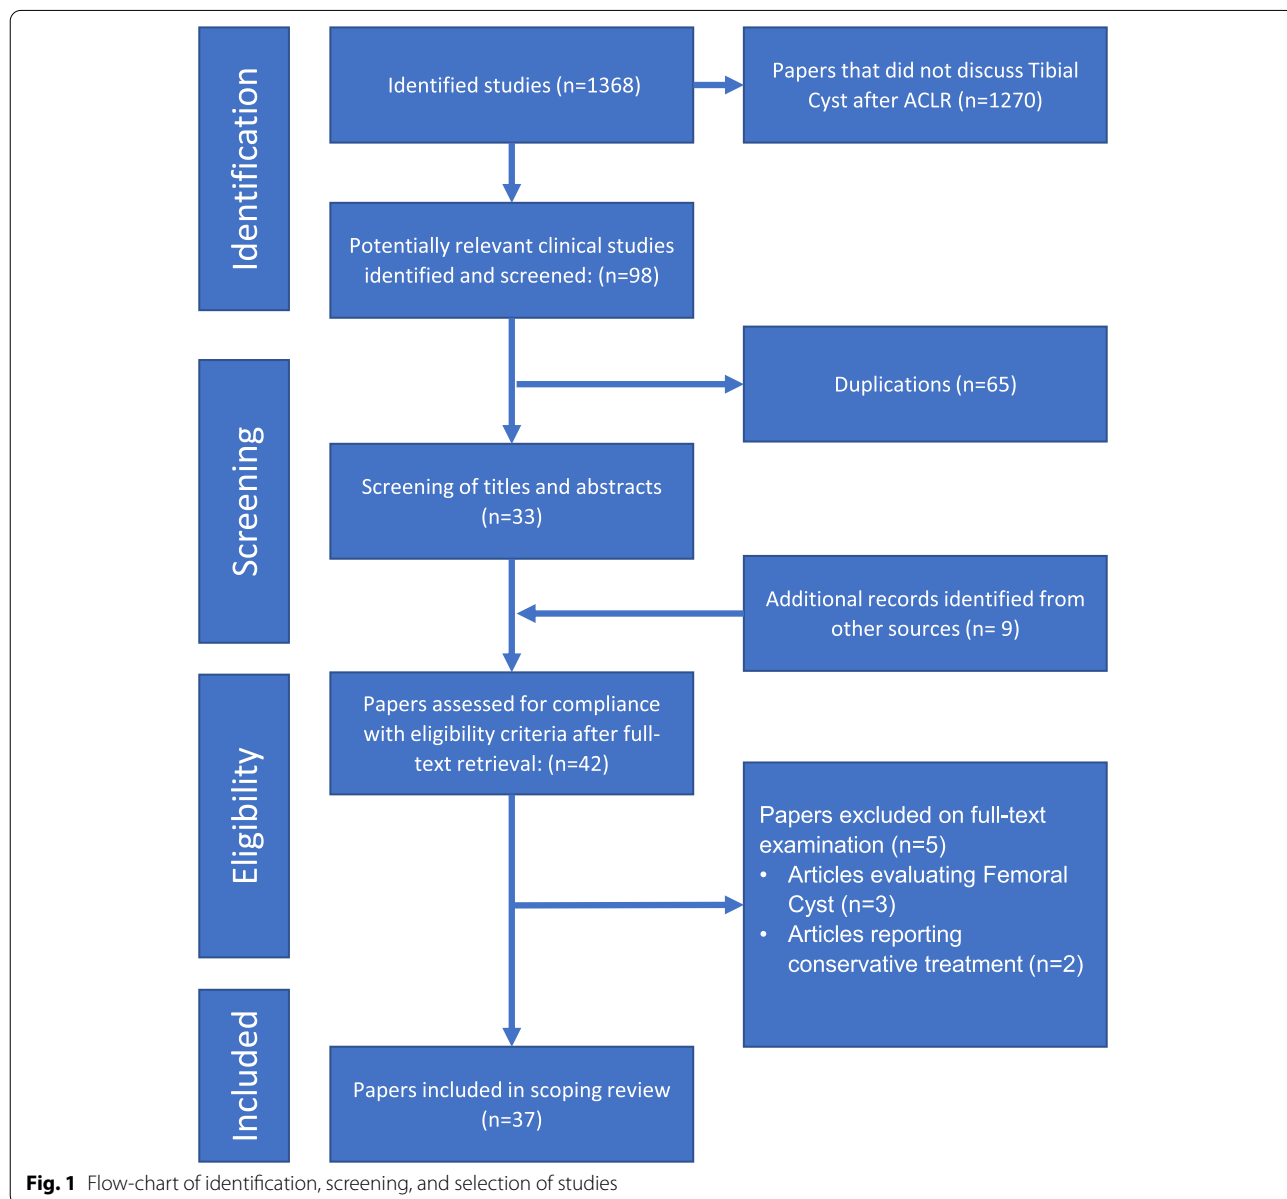 Identification
Identified studies (n=1368)
Papers that did not discuss Tibial
Cyst after ACLR (n=1270)
Potentially relevant clinical studies
identified and screened: (n=98)
Screening
Duplications (n=65)
Screening of titles and abstracts
(n=33)
Additional records identified from
other sources (n= 9)
Eligibility
Papers assessed for compliance
with eligibility criteria after full-
text retrieval: (n=42)
Papers excluded on full-text
examination (n=5)
• Articles evaluating Femoral
Cyst (n=3)
• Articles reporting
conservative treatment (n=2)
Included
Papers included in scoping review
(n=37)
Fig. 1 Flow-chart of identification, screening, and selection of studies